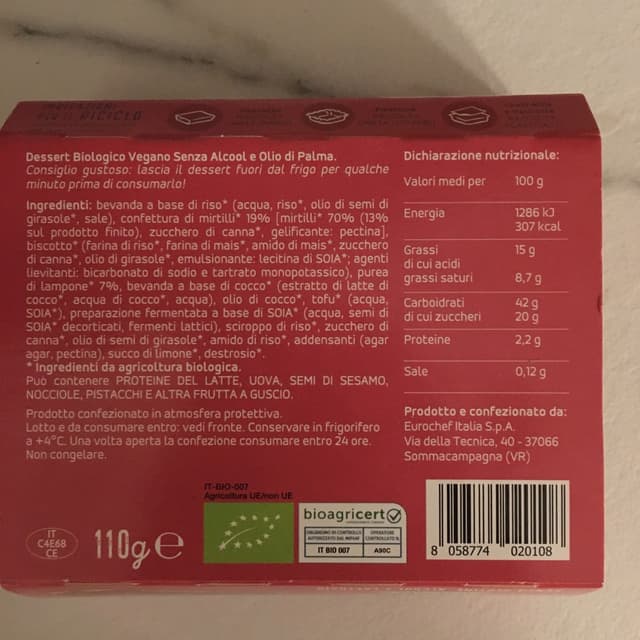 PER IL RICICLO
Dessert Biologico Vegano Senza Alcool e Olio di Palma.
Consiglio gustoso: lascia il dessert fuori dal frigo per qualche
minuto prima di consumarlo!
Ingredienti: bevanda a base di riso* (acqua, riso*, olio di semi di
girasole*, sale), confettura di mirtilli* 19% [mirtilli* 70% (13%
sul prodotto finito), zucchero di canna*, gelificante: pectina],
biscotto* (farina di riso*, farina di mais*, amido di mais*, zucchero
di canna*, olio di girasole*, emulsionante: lecitina di SOIA*; agenti
lievitanti: bicarbonato di sodio e tartrato monopotassico), purea
di lampone* 7%, bevanda a base di cocco* (estratto di latte di
cocco*, acqua di cocco*, acqua), olio di cocco*, tofu* (acqua,
SOIA*), preparazione fermentata a base di SOIA* (acqua, semi di
SOIA* decorticati, fermenti lattici), sciroppo di riso*, zucchero di
canna*, olio di semi di girasole*, amido di riso*, addensanti (agar
agar, pectina), succo di limone*, destrosio*.
* Ingredienti da agricoltura biologica.
Può contenere PROTEINE DEL LATTE, UOVA, SEMI DI SESAMO,
NOCCIOLE, PISTACCHI E ALTRA FRUTTA A GUSCIO.
Prodotto confezionato in atmosfera protettiva.
Lotto e da consumare entro: vedi fronte. Conservare in frigorifero
a +4°C. Una volta aperta la confezione consumare entro 24 ore.
Non congelare.
Dichiarazione nutrizionale:
Valori medi per 100 g
Energia 1286 kJ
307 kcal
Grassi 15 g
di cui acidi
grassi saturi 8,7 g
Carboidrati 42 g
di cui zuccheri 20 g
Proteine 2,2 g
Sale 0,12 g
Prodotto e confezionato da:
Eurochef Italia S.p.A.
Via della Tecnica, 40 - 37066
Sommacampagna (VR)
IT-BIO-007
Agricoltura UE/non UE
IT
C4E68
CE
110g e
bioagricert
ORGANISMO DI CONTROLLO
AUTORIZZATO DAL MIPAAF
IT BIO 007
OPERATORE
CONTROLLATO N.
A90C
8 058774 020108